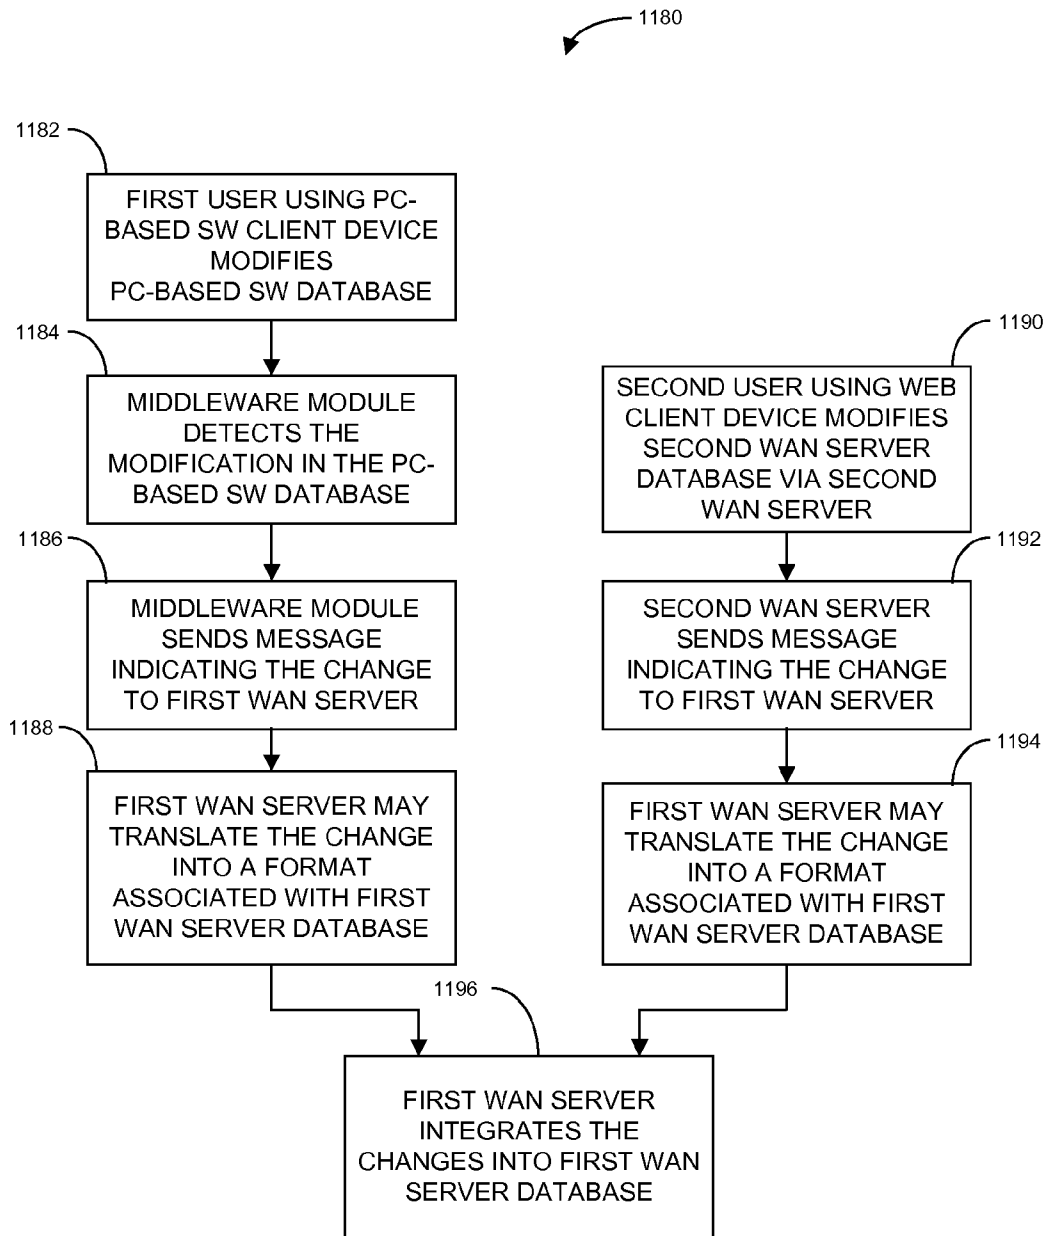 1180
1182
FIRST USER USING PC-
BASED SW CLIENT DEVICE
MODIFIES
PC-BASED SW DATABASE
1184
MIDDLEWARE MODULE
DETECTS THE
MODIFICATION IN THE PC-
BASED SW DATABASE
1186
MIDDLEWARE MODULE
SENDS MESSAGE
INDICATING THE CHANGE
TO FIRST WAN SERVER
1188
FIRST WAN SERVER MAY
TRANSLATE THE CHANGE
INTO A FORMAT
ASSOCIATED WITH FIRST
WAN SERVER DATABASE
1190
SECOND USER USING WEB
CLIENT DEVICE MODIFIES
SECOND WAN SERVER
DATABASE VIA SECOND
WAN SERVER
1192
SECOND WAN SERVER
SENDS MESSAGE
INDICATING THE CHANGE
TO FIRST WAN SERVER
1194
FIRST WAN SERVER MAY
TRANSLATE THE CHANGE
INTO A FORMAT
ASSOCIATED WITH FIRST
WAN SERVER DATABASE
1196
FIRST WAN SERVER
INTEGRATES THE
CHANGES INTO FIRST WAN
SERVER DATABASE